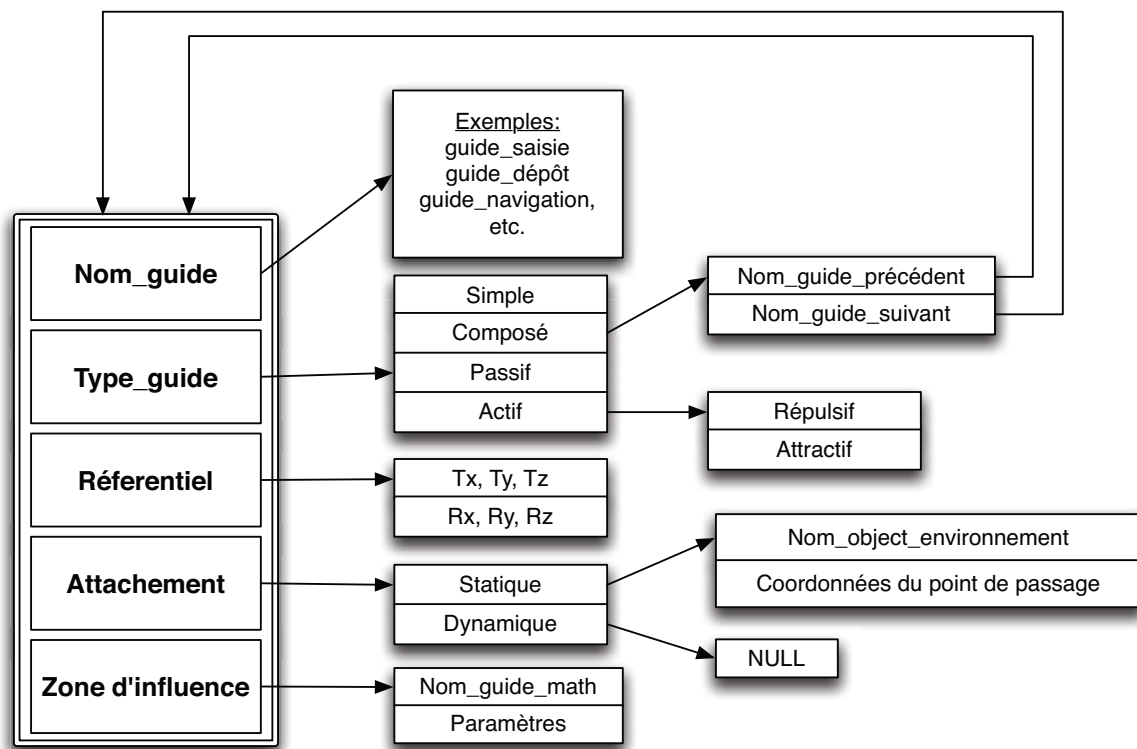 Exemples:
guide_saisie
guide_dépôt
guide_navigation,
etc.
Nom_guide
Type_guide
Réferentiel
Attachement
Zone d'influence
Simple
Composé
Passif
Actif
Nom_guide_précédent
Nom_guide_suivant
Répulsif
Attractif
Tx, Ty, Tz
Rx, Ry, Rz
Statique
Dynamique
Nom_object_environnement
Coordonnées du point de passage
NULL
Nom_guide_math
Paramètres